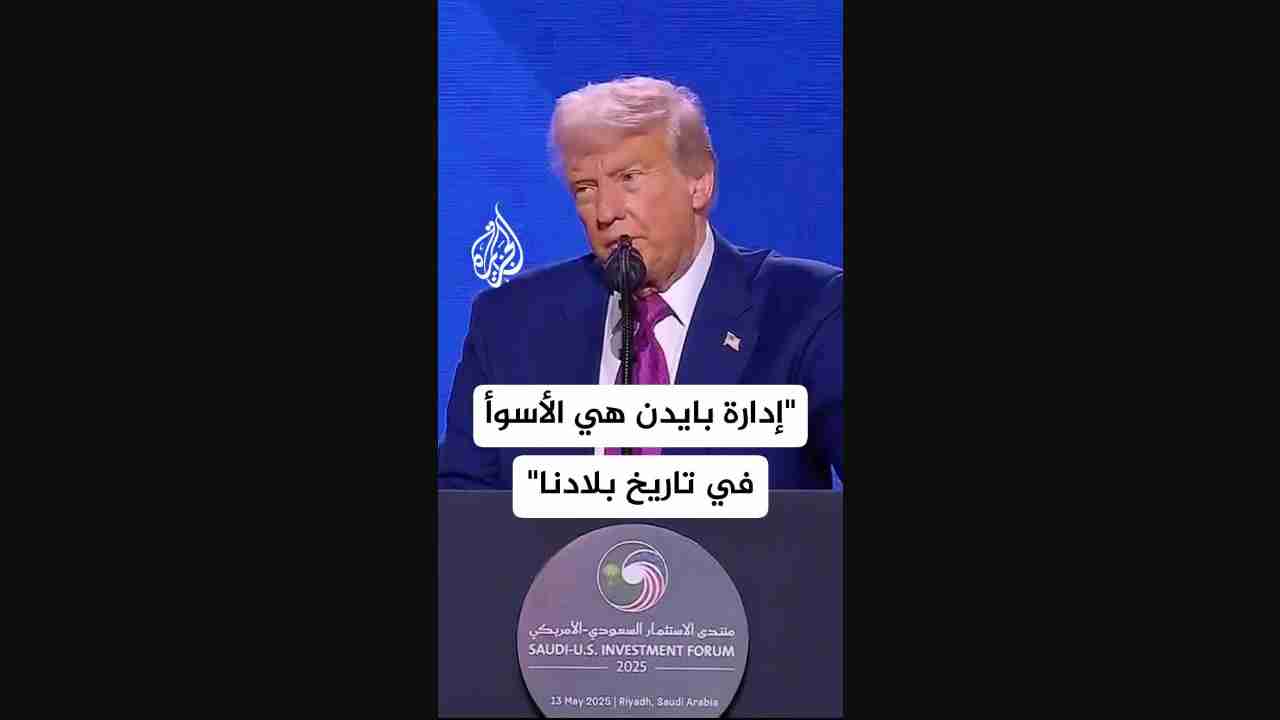 الجزيرة
"إدارة بايدن هي الأسوأ
في تاريخ بلادنا"
منتدى الاستثمار السعودي-الأمريكي
SAUDI-U.S. INVESTMENT FORUM
2025
13 May 2025 | Riyadh, Saudi Arabia